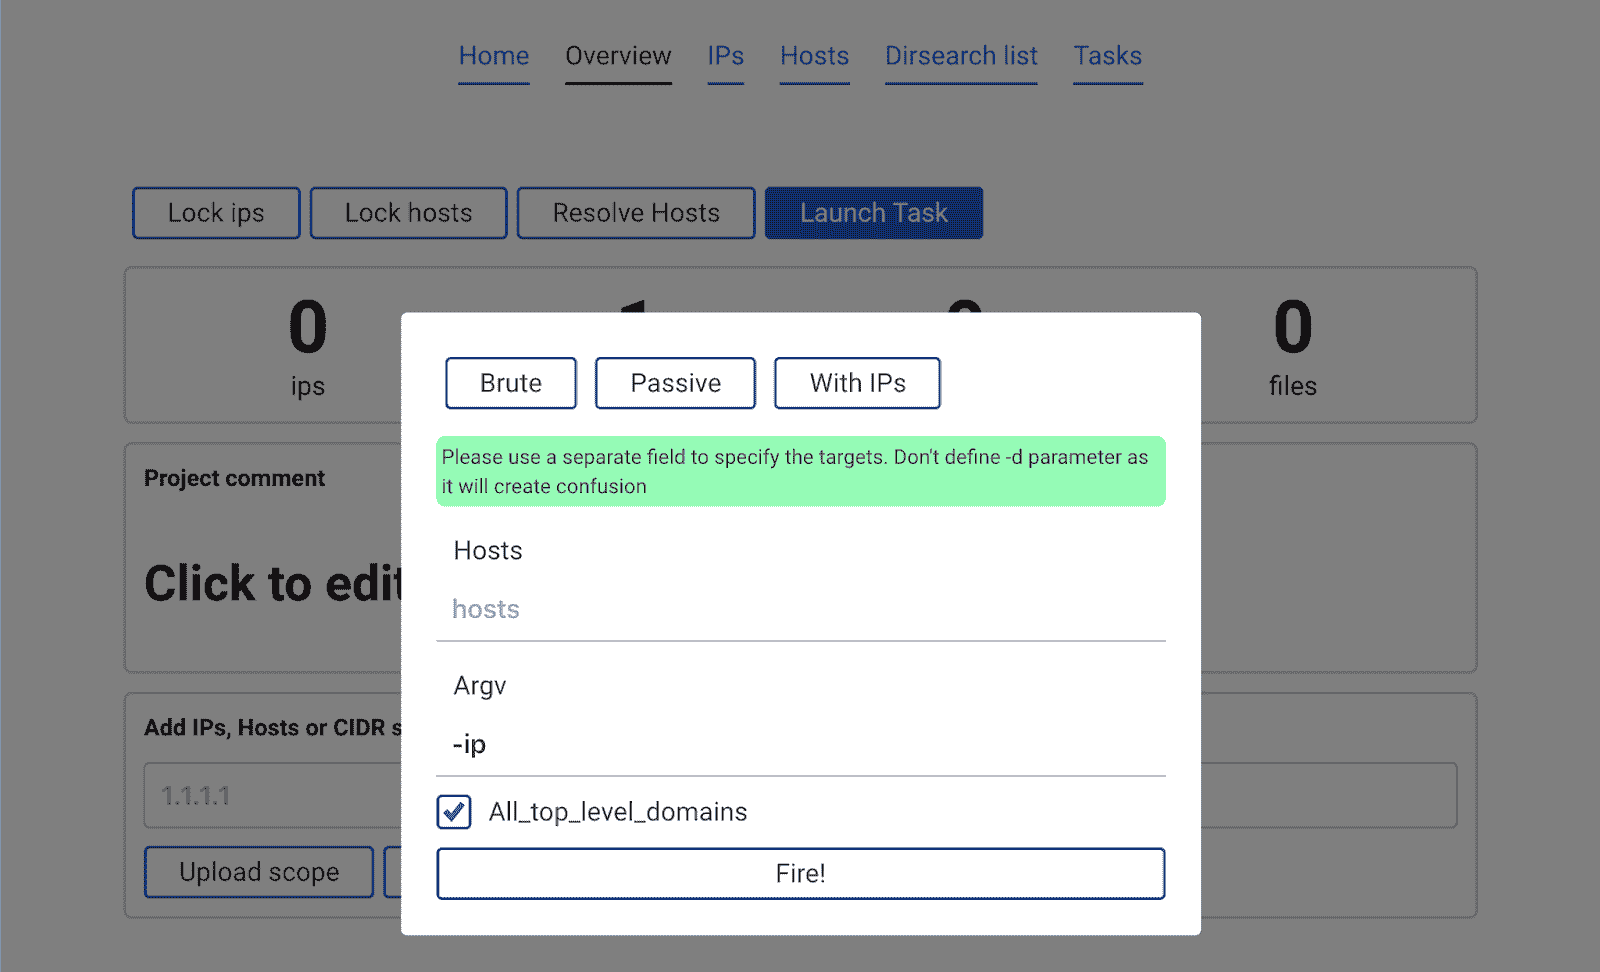 Home Overview IPs Hosts Dirsearch list Tasks
Lock ips Lock hosts Resolve Hosts Launch Task
0 0
ips files
Brute Passive With IPs
Please use a separate field to specify the targets. Don't define -d parameter as
it will create confusion
Project comment
Hosts
Click to edit
hosts
Argv
Add IPs, Hosts or CIDR s
-ip
1.1.1.1
All_top_level_domains
Upload scope
Fire!